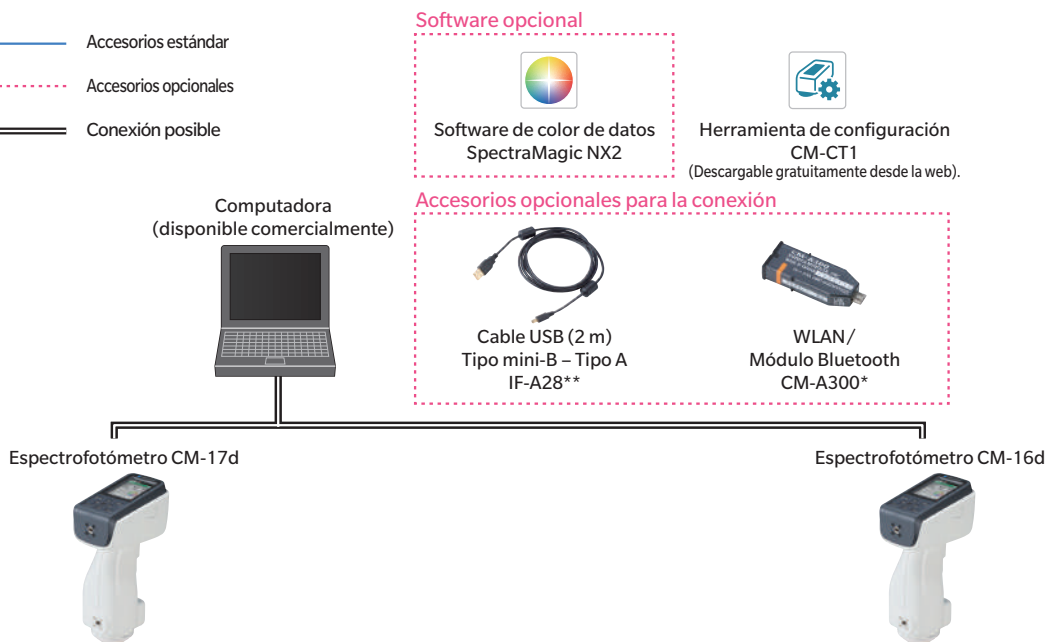 Accesorios estándar
Accesorios opcionales
Conexión posible
Software opcional
Software de color de datos
SpectraMagic NX2
Herramienta de configuración
CM-CT1
(Descargable gratuitamente desde la web).
Computadora
(disponible comercialmente)
Accesorios opcionales para la conexión
Cable USB (2 m)
Tipo mini-B – Tipo A
IF-A28**
WLAN/
Módulo Bluetooth
CM-A300*
Espectrofotómetro CM-17d
Espectrofotómetro CM-16d